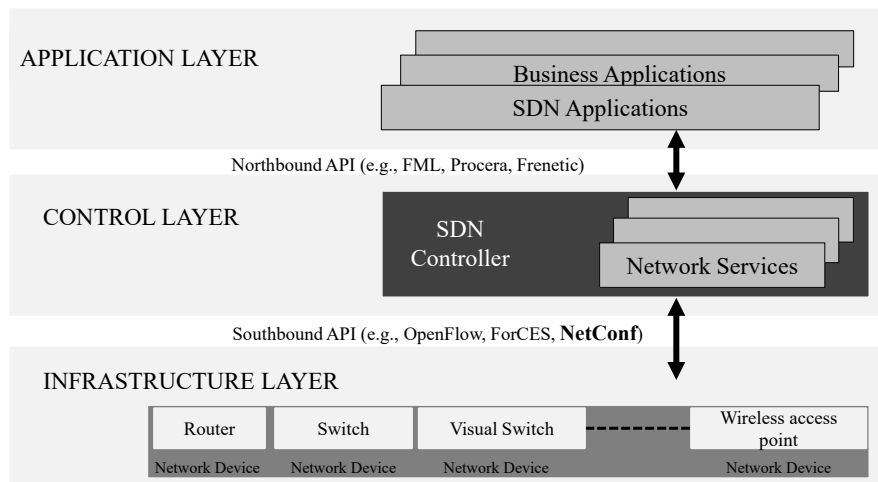 APPLICATION LAYER
Business Applications
SDN Applications
Northbound API (e.g., FML, Procera, Frenetic)
CONTROL LAYER
SDN
Controller
Network Services
Southbound API (e.g., OpenFlow, ForCES, NetConf)
INFRASTRUCTURE LAYER
Router
Switch
Visual Switch
Wireless access
point
Network Device
Network Device
Network Device
Network Device